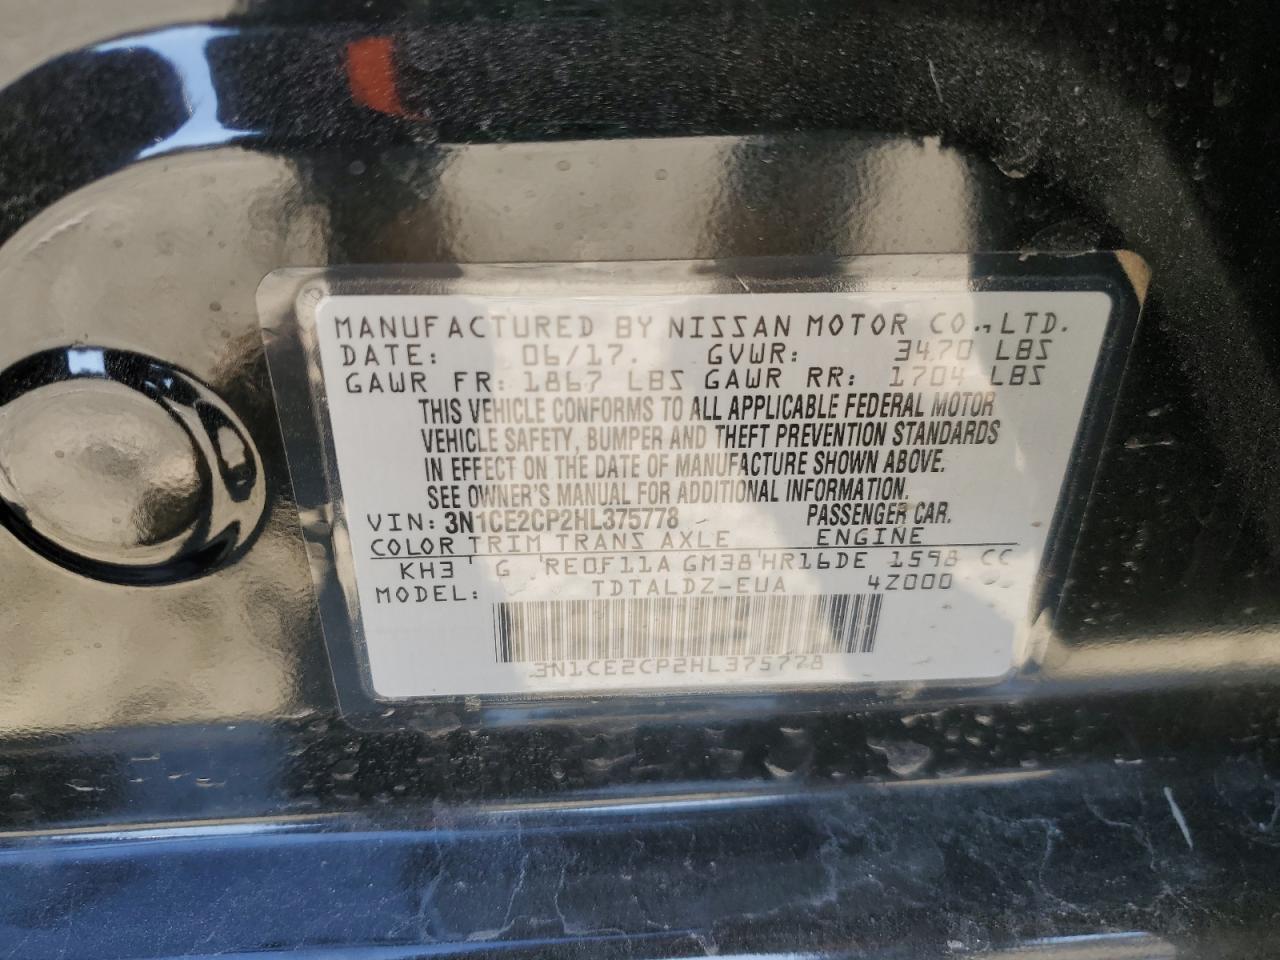 MANUFACTURED BY NISSAN MOTOR CO., LTD.
DATE: 06/17. GVWR: 3470 LBS
GAWR FR: 1867 LBS GAWR RR: 1704 LBS
THIS VEHICLE CONFORMS TO ALL APPLICABLE FEDERAL MOTOR
VEHICLE SAFETY, BUMPER AND THEFT PREVENTION STANDARDS
IN EFFECT ON THE DATE OF MANUFACTURE SHOWN ABOVE.
SEE OWNER'S MANUAL FOR ADDITIONAL INFORMATION.
VIN: 3N1CE2CP2HL375778 PASSENGER CAR.
COLOR TRIM TRANS AXLE ENGINE
KH3 ' G 'RE0F11A GM38'HR16DE 1598 CC
MODEL: TDTALDZ-EUA 4Z000
3N1CE2CP2HL375778